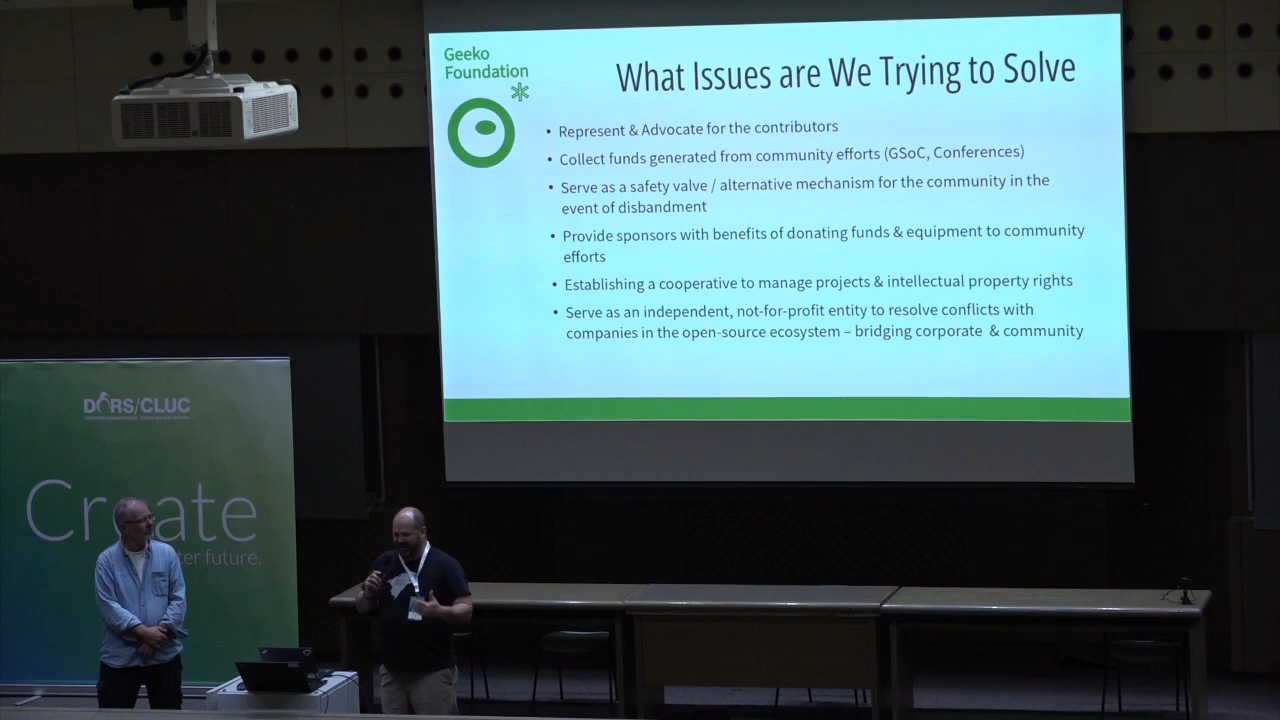 Geeko
Foundation
What Issues are We Trying to Solve
• Represent & Advocate for the contributors
• Collect funds generated from community efforts (GSoC, Conferences)
• Serve as a safety valve / alternative mechanism for the community in the
event of disbandment
• Provide sponsors with benefits of donating funds & equipment to community
efforts
• Establishing a cooperative to manage projects & intellectual property rights
• Serve as an independent, not-for-profit entity to resolve conflicts with
companies in the open-source ecosystem – bridging corporate & community
DORS/CLUC
Create
future.